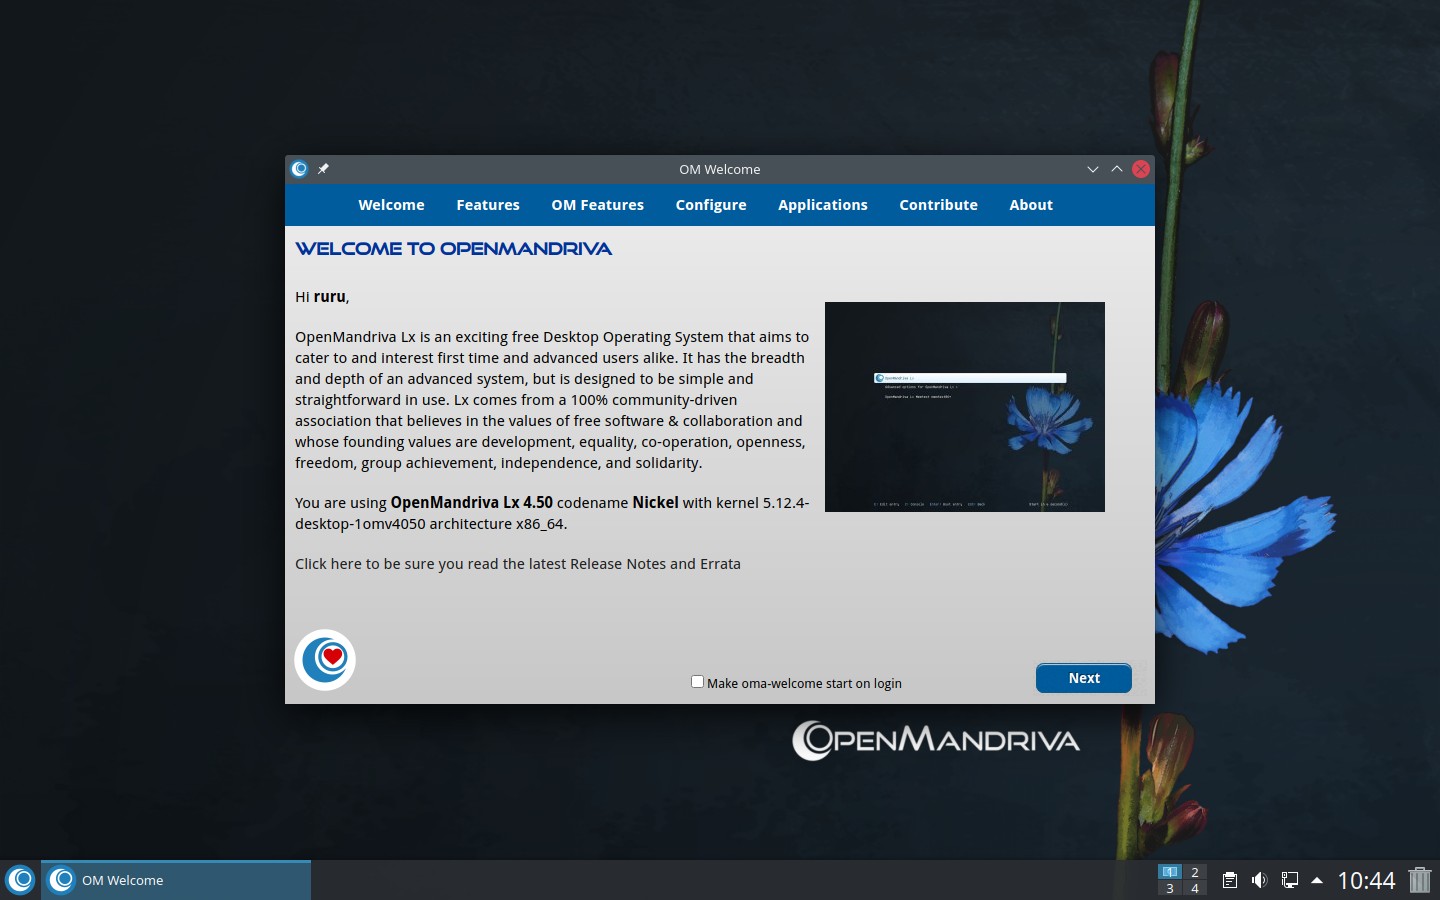 OM Welcome
Welcome Features OM Features Configure Applications Contribute About
WELCOME TO OPENMANDRIVA
Hi ruru,
OpenMandriva Lx is an exciting free Desktop Operating System that aims to
cater to and interest first time and advanced users alike. It has the breadth
and depth of an advanced system, but is designed to be simple and
straightforward in use. Lx comes from a 100% community-driven
association that believes in the values of free software & collaboration and
whose founding values are development, equality, co-operation, openness,
freedom, group achievement, independence, and solidarity.
You are using OpenMandriva Lx 4.50 codename Nickel with kernel 5.12.4-
desktop-1omv4050 architecture x86_64.
Click here to be sure you read the latest Release Notes and Errata
OpenMandriva Lx
Advanced options for OpenMandriva Lx >
Make oma-welcome start on login
Next
OPENMANDRIVA
OM Welcome
1 2
3 4
10:44